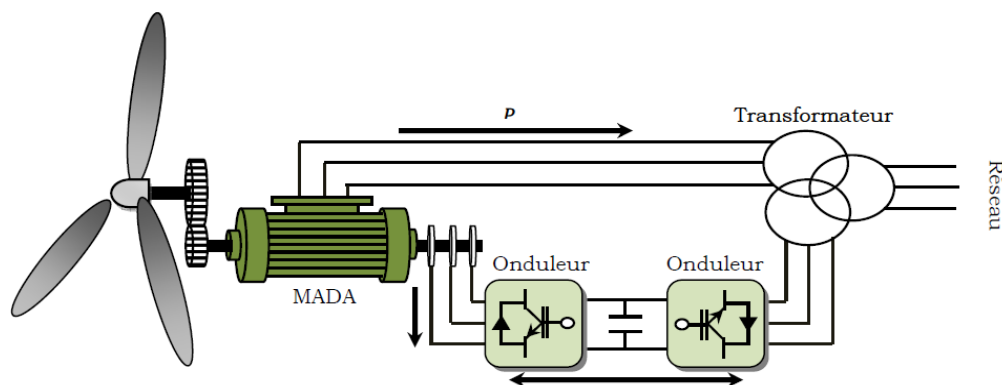 P
Transformateur
Réseau
Onduleur
Onduleur
MADA